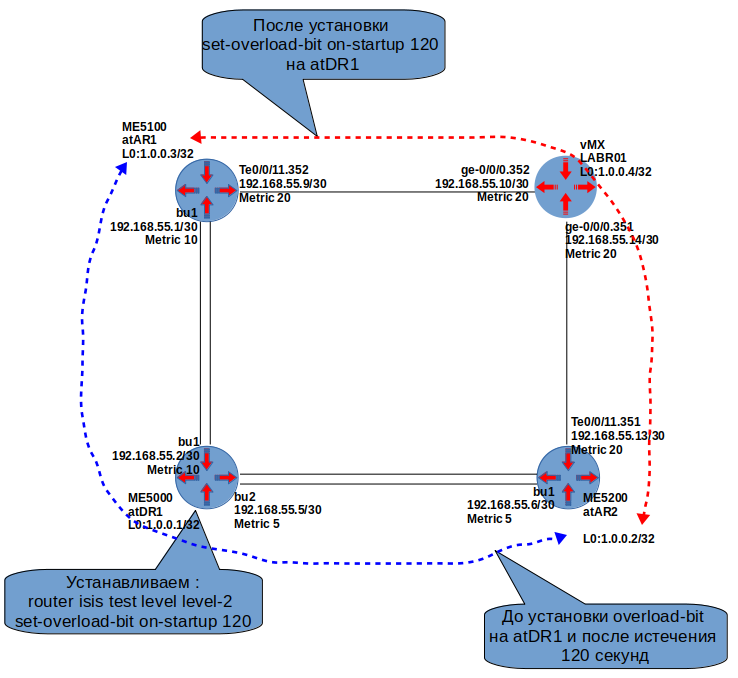 После установки
set-overload-bit on-startup 120
на atDR1
ME5100
atAR1
L0:1.0.0.3/32
Te0/0/11.352
192.168.55.9/30
Metric 20
ge-0/0/0.352
192.168.55.10/30
Metric 20
vMX
LABR01
L0:1.0.0.4/32
bu1
192.168.55.1/30
Metric 10
ge-0/0/0.351
192.168.55.14/30
Metric 20
bu1
192.168.55.2/30
Metric 10
ME5000
atDR1
L0:1.0.0.1/32
bu2
192.168.55.5/30
Metric 5
Te0/0/11.351
192.168.55.13/30
Metric 20
bu1
192.168.55.6/30
Metric 5
ME5200
atAR2
L0:1.0.0.2/32
Устанавливаем :
router isis test level level-2
set-overload-bit on-startup 120
До установки overload-bit
на atDR1 и после истечения
120 секунд